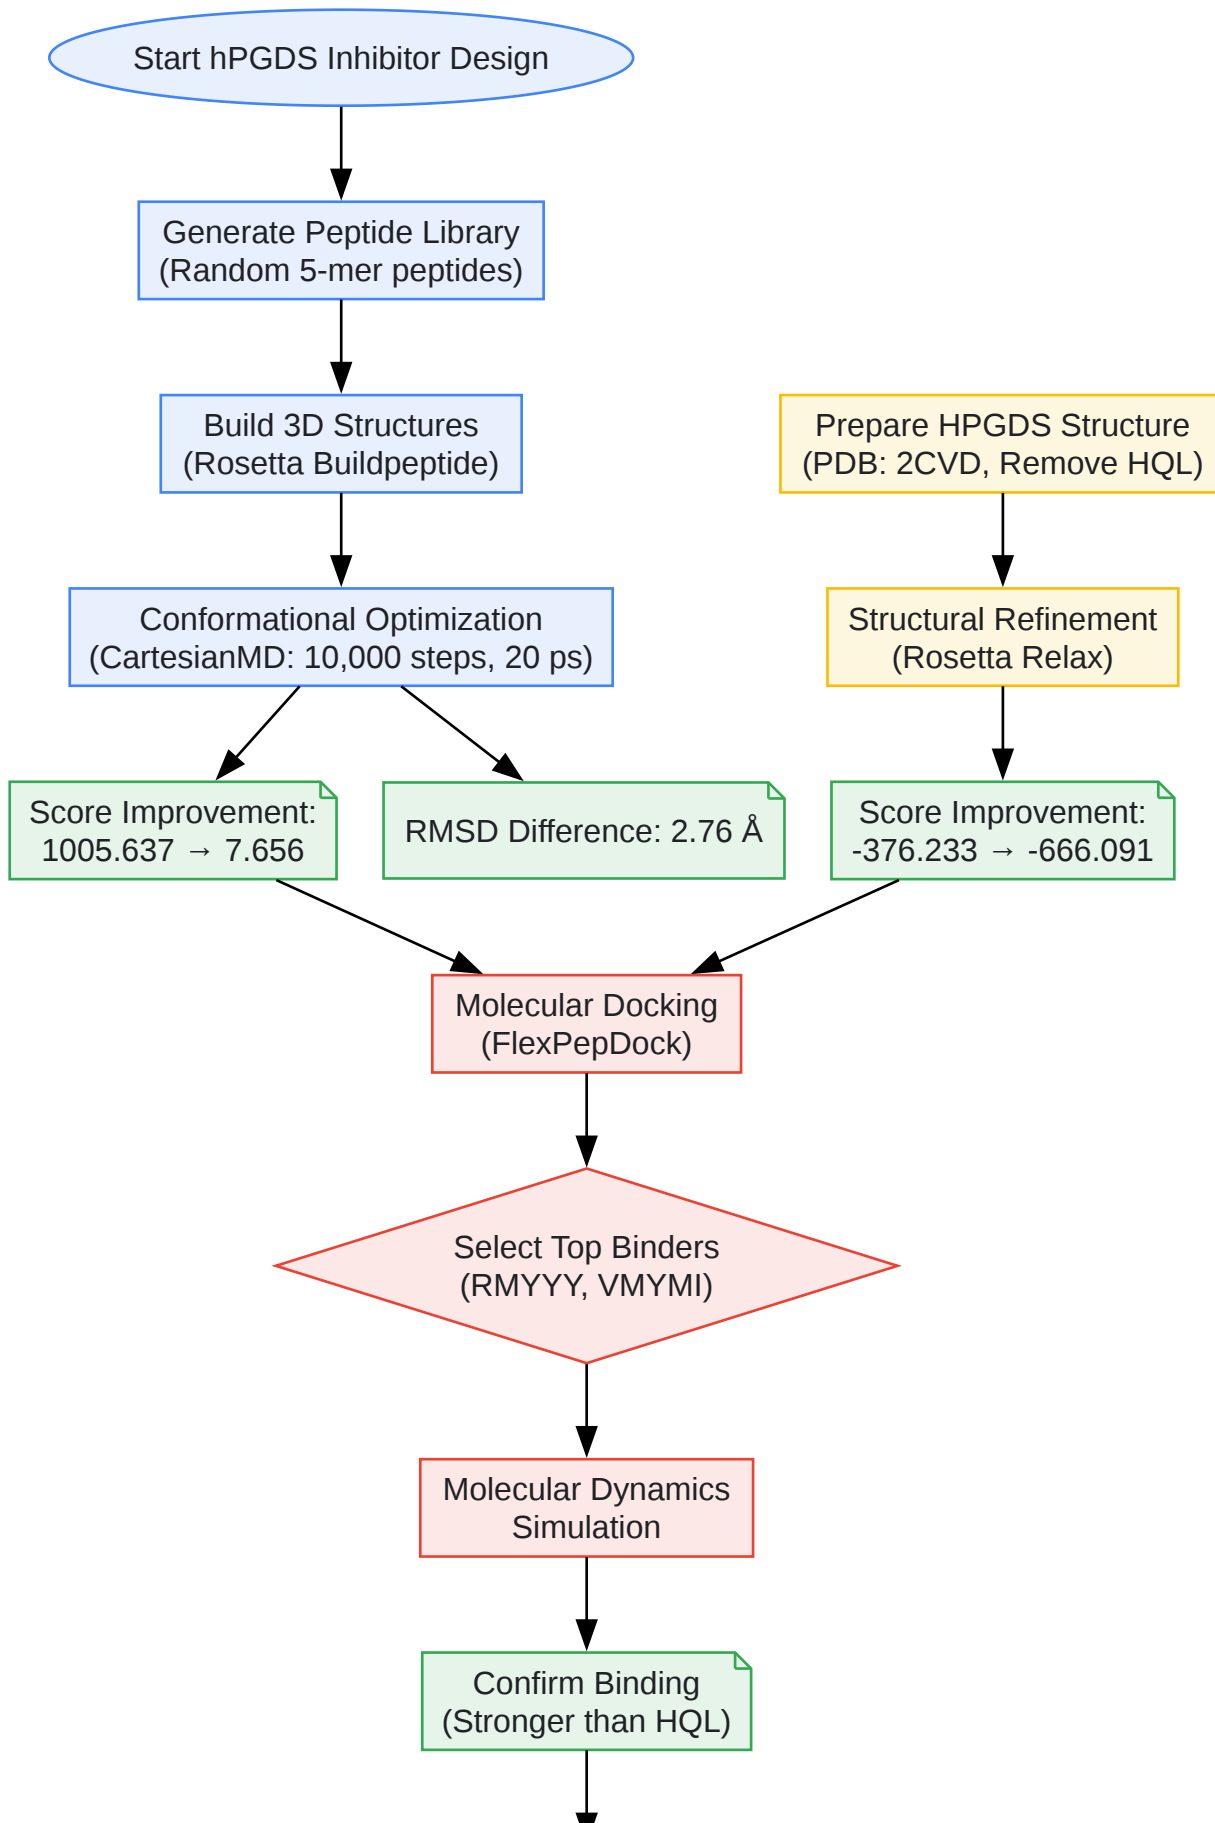 Start hPGDS Inhibitor Design
Generate Peptide Library
(Random 5-mer peptides)
Build 3D Structures
(Rosetta Buildpeptide)
Prepare HPGDS Structure
(PDB: 2CVD, Remove HQL)
Conformational Optimization
(CartesianMD: 10,000 steps, 20 ps)
Structural Refinement
(Rosetta Relax)
Score Improvement:
1005.637 → 7.656
RMSD Difference: 2.76 Å
Score Improvement:
-376.233 → -666.091
Molecular Docking
(FlexPepDock)
Select Top Binders
(RMYYY, VMYMI)
Molecular Dynamics
Simulation
Confirm Binding
(Stronger than HQL)